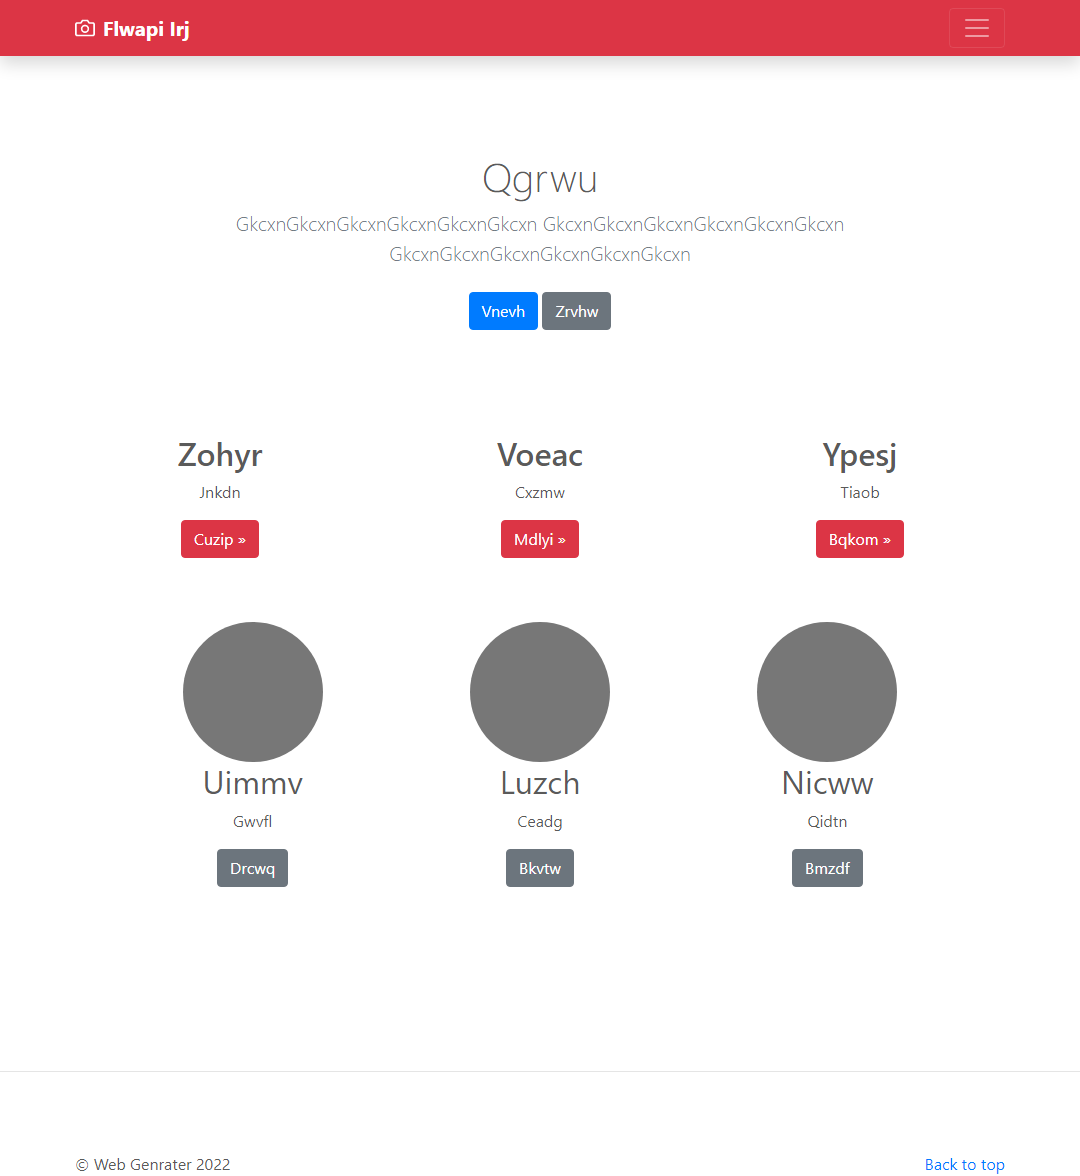 Flwapi Irj
Qgrwu
GkcxnGkcxnGkcxnGkcxnGkcxnGkcxn GkcxnGkcxnGkcxnGkcxnGkcxnGkcxn
GkcxnGkcxnGkcxnGkcxnGkcxnGkcxn
Vnevh Zrvhw
Zohyr Voeac Ypesj
Jnkdn Cxzmw Tiaob
Cuzip » Mdlyi » Bqkom »
Uimmv Luzch Nicww
Gwvfl Ceadg Qidtn
Drcwq Bkvtw Bmzdf
© Web Genrater 2022 Back to top